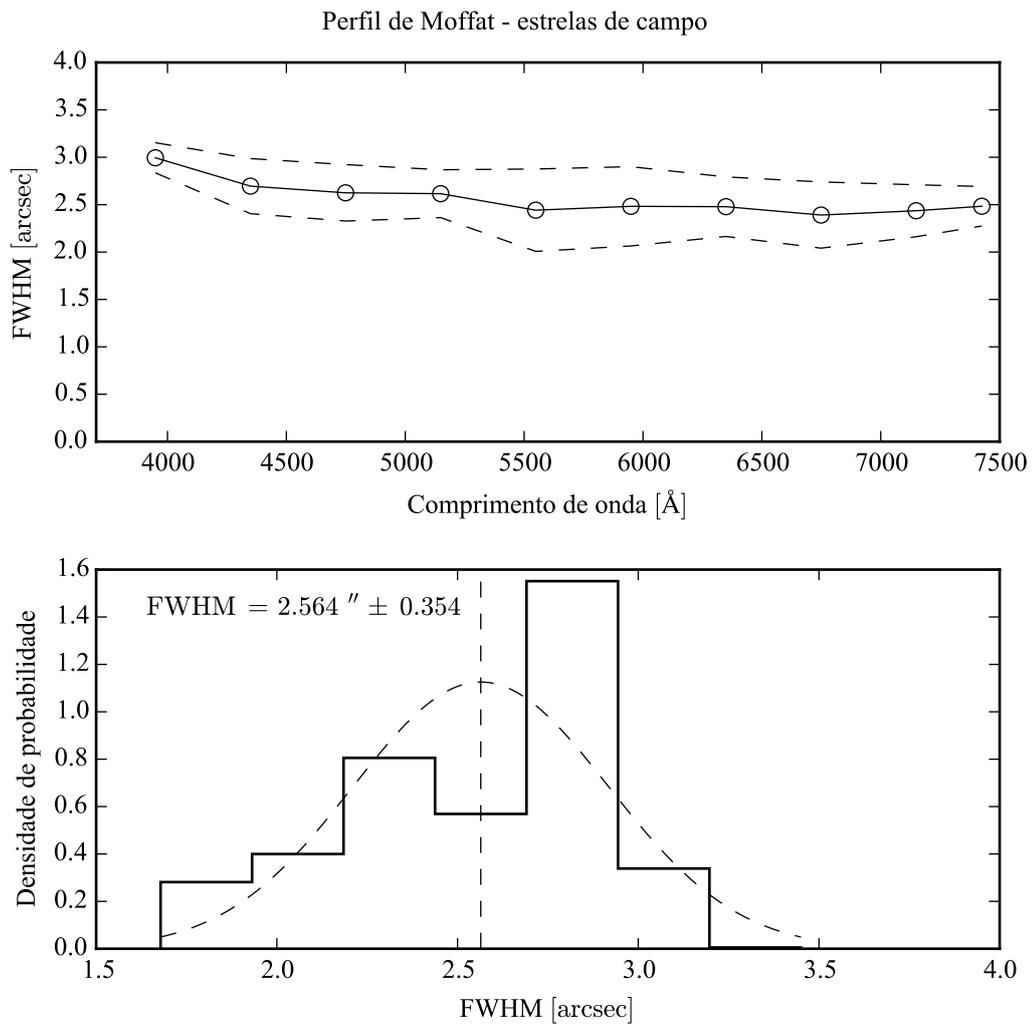 Perfil de Moffat - estrelas de campo
4.0
3.5
3.0
2.5
2.0
1.5
1.0
0.5
0.0
FWHM [arcsec]
4000 4500 5000 5500 6000 6500 7000 7500
Comprimento de onda [Å]
1.6
1.4
1.2
1.0
0.8
0.6
0.4
0.2
0.0
Densidade de probabilidade
FWHM = 2.564 ″ ± 0.354
1.5 2.0 2.5 3.0 3.5 4.0
FWHM [arcsec]